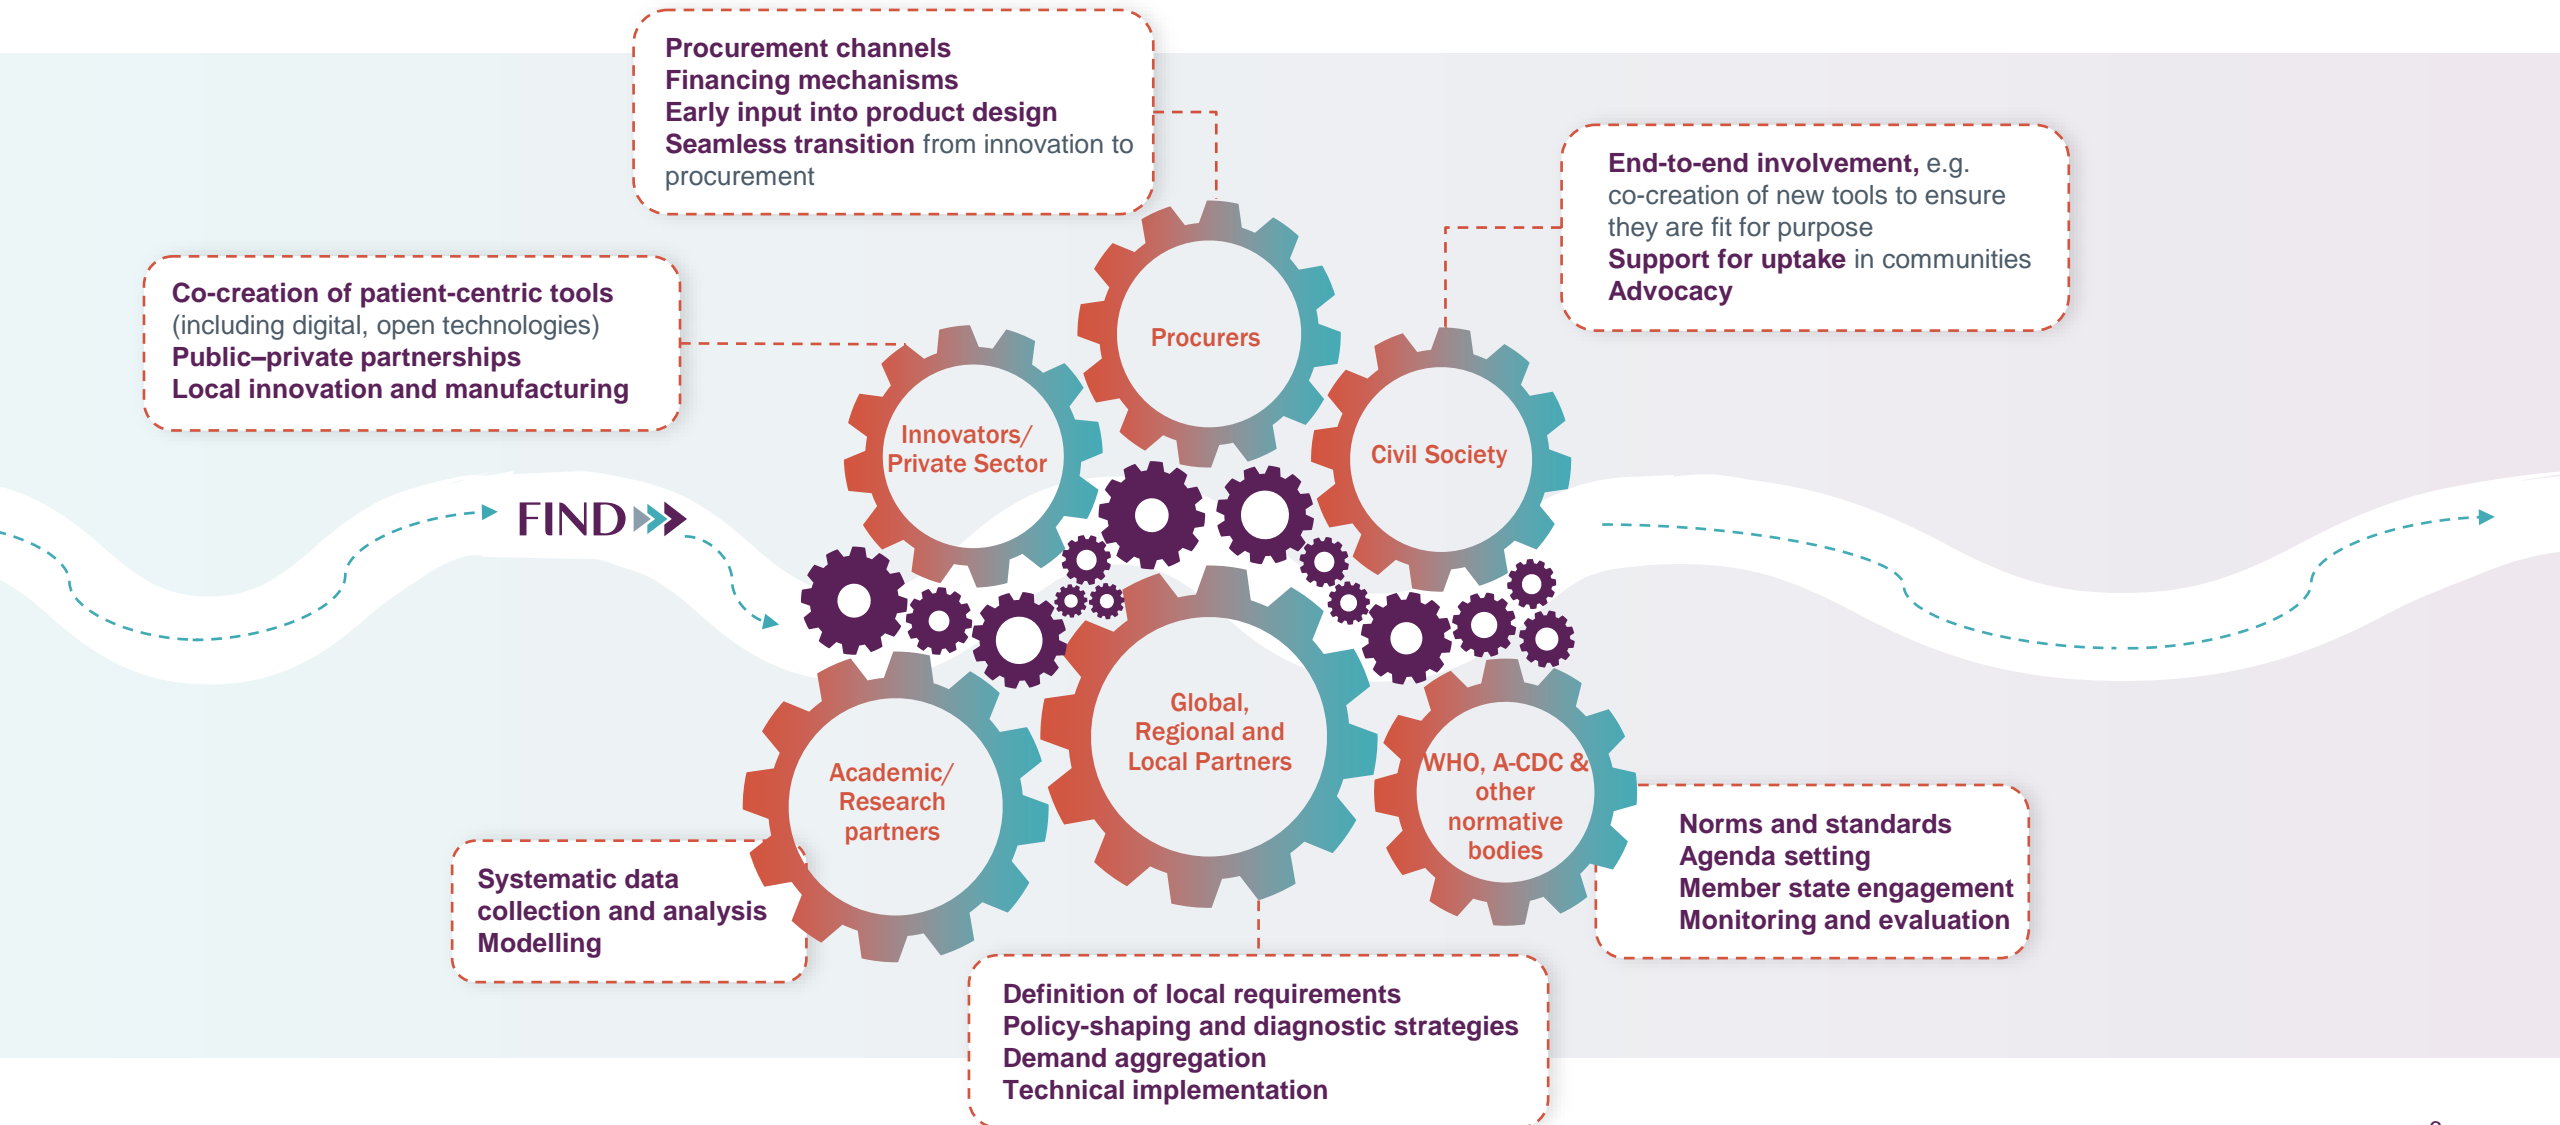 Procurement channels
Financing mechanisms
Early input into product design
Seamless transition from innovation to
procurement
End-to-end involvement, e.g.
co-creation of new tools to ensure
they are fit for purpose
Support for uptake in communities
Advocacy
Co-creation of patient-centric tools
(including digital, open technologies)
Public–private partnerships
Local innovation and manufacturing
Procurers
Innovators/
Private Sector
Civil Society
FIND
Global,
Regional and
Local Partners
Academic/
Research
partners
WHO, A-CDC &
other
normative
bodies
Systematic data
collection and analysis
Modelling
Norms and standards
Agenda setting
Member state engagement
Monitoring and evaluation
Definition of local requirements
Policy-shaping and diagnostic strategies
Demand aggregation
Technical implementation